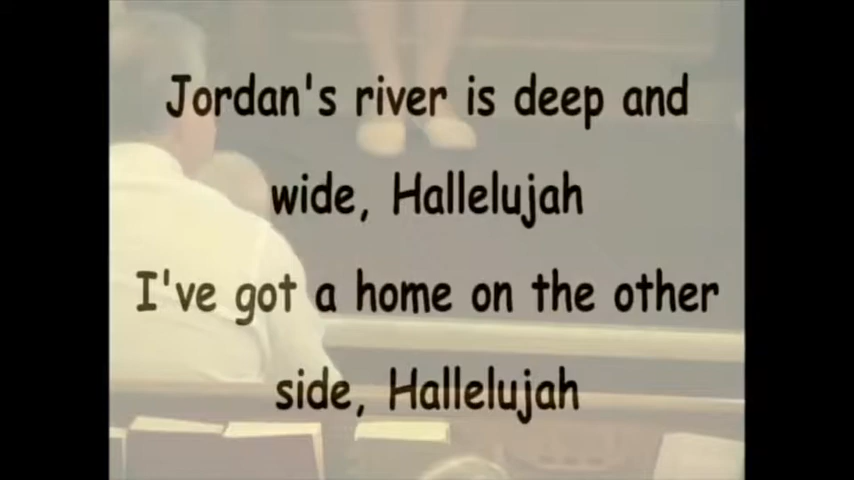 Jordan's river is deep and
wide, Hallelujah
I've got a home on the other
side, Hallelujah